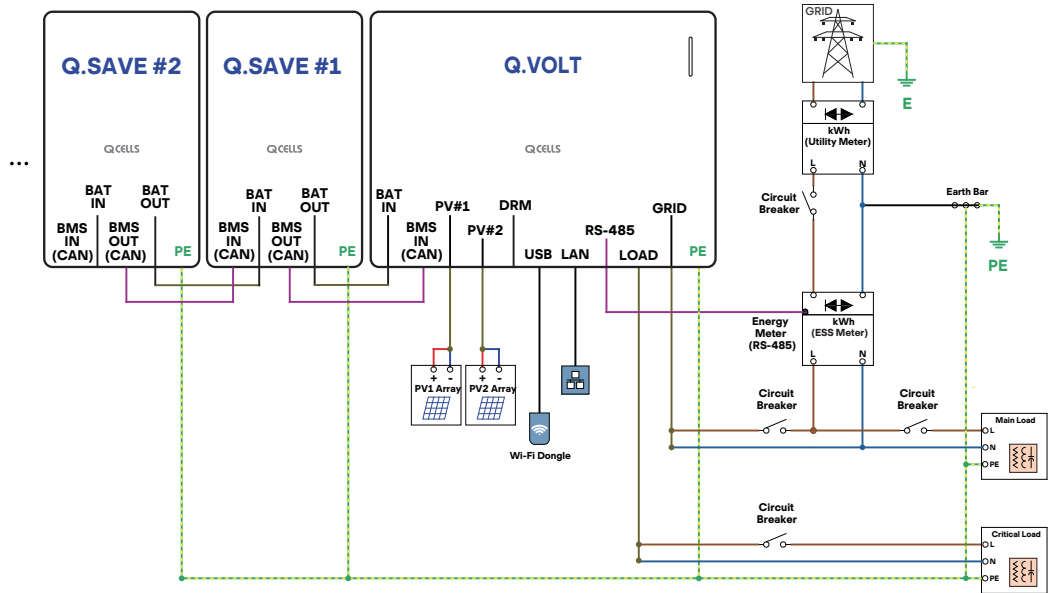 Q.SAVE #2
QCELLS
BAT
IN
BAT
OUT
BMS
IN
(CAN)
BMS
OUT
(CAN)
PE
...
Q.SAVE #1
QCELLS
BAT
IN
BAT
OUT
BMS
IN
(CAN)
BMS
OUT
(CAN)
PE
Q.VOLT
QCELLS
BAT
IN
BMS
IN
(CAN)
PV#1
PV#2
DRM
USB
LAN
RS-485
LOAD
GRID
PE
+ -
PV1 Array
+ -
PV2 Array
Wi-Fi Dongle
GRID
E
kWh
(Utility Meter)
L N
Circuit
Breaker
Earth Bar
PE
Energy
Meter
(RS-485)
kWh
(ESS Meter)
L N
Circuit
Breaker
Circuit
Breaker
Main Load
L
N
PE
Circuit
Breaker
Critical Load
L
N
PE